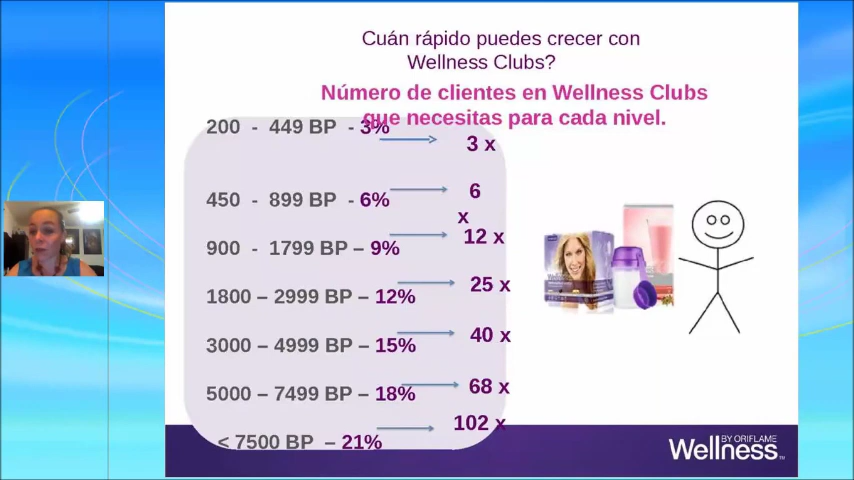 Cuán rápido puedes crecer con
Wellness Clubs?
Número de clientes en Wellness Clubs
que necesitas para cada nivel.
200 - 449 BP - 3%
3 x
450 - 899 BP - 6%
6
x
900 - 1799 BP – 9%
12 x
1800 – 2999 BP – 12%
25 x
3000 – 4999 BP – 15%
40 x
5000 – 7499 BP – 18%
68 x
< 7500 BP – 21%
102 x
BY ORIFLAME
Wellness